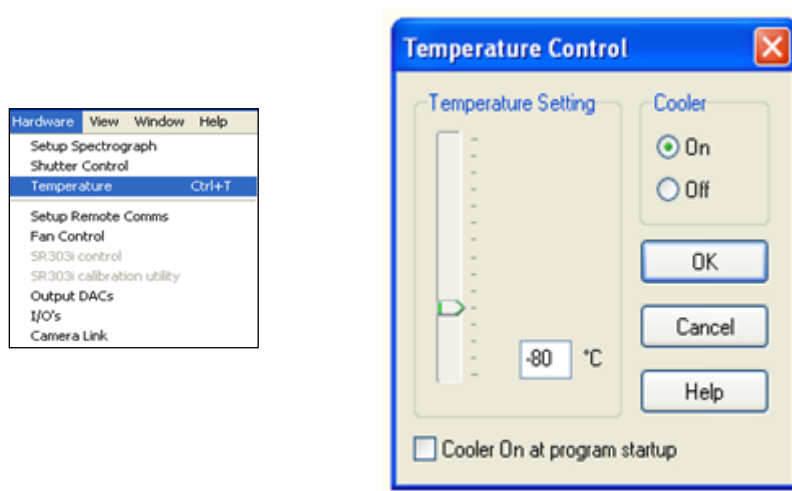 Hardware View Window Help
Setup Spectrograph
Shutter Control
Temperature Ctrl+T
Setup Remote Comms
Fan Control
SR303i control
SR303i calibration utility
Output DACs
I/O's
Camera Link
Temperature Control
Temperature Setting
-80 °C
Cooler
On
Off
OK
Cancel
Help
Cooler On at program startup